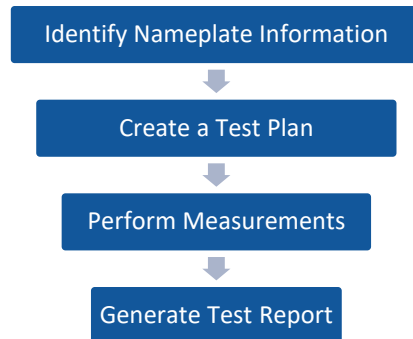 Identify Nameplate Information
Create a Test Plan
Perform Measurements
Generate Test Report